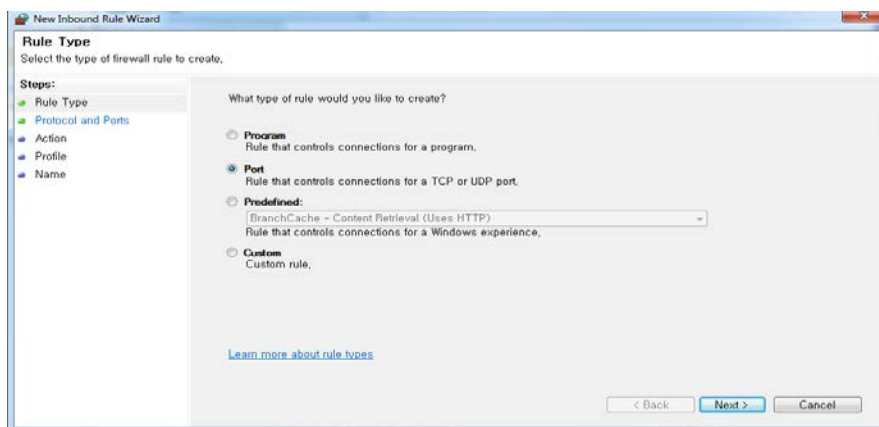 New Inbound Rule Wizard
Rule Type
Select the type of firewall rule to create,
Steps:
Rule Type
Protocol and Ports
Action
Profile
Name
What type of rule would you like to create?
Program
Rule that controls connections for a program,
Port
Rule that controls connections for a TCP or UDP port,
Predefined:
BranchCache - Content Retrieval (Uses HTTP)
Rule that controls connections for a Windows experience,
Custom
Custom rule,
Learn more about rule types
< Back
Next >
Cancel